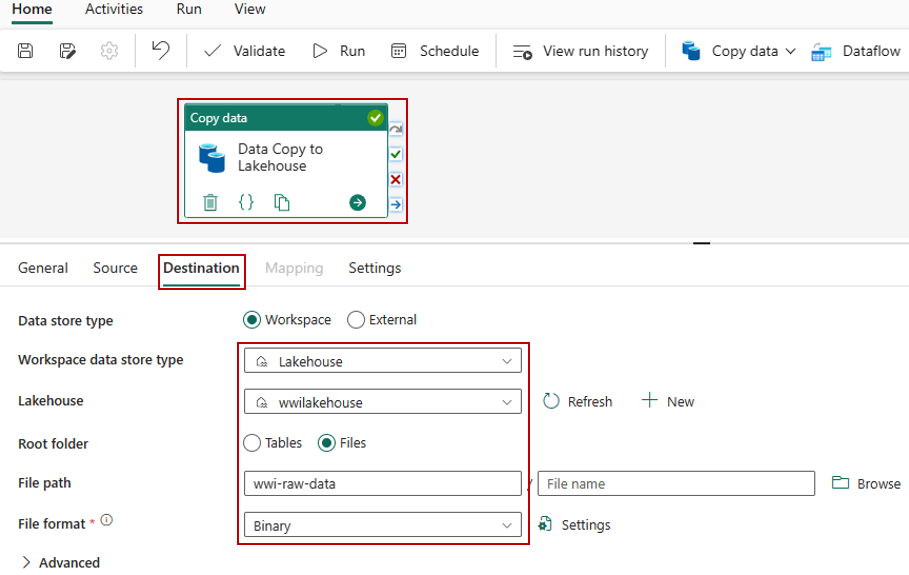 Home Activities Run View
Validate Run Schedule View run history Copy data Dataflow
Copy data
Data Copy to
Lakehouse
{}
General Source Destination Mapping Settings
Data store type Workspace External
Workspace data store type Lakehouse
Lakehouse wwilakehouse Refresh + New
Root folder Tables Files
File path wwi-raw-data / File name Browse
File format * Binary Settings
Advanced